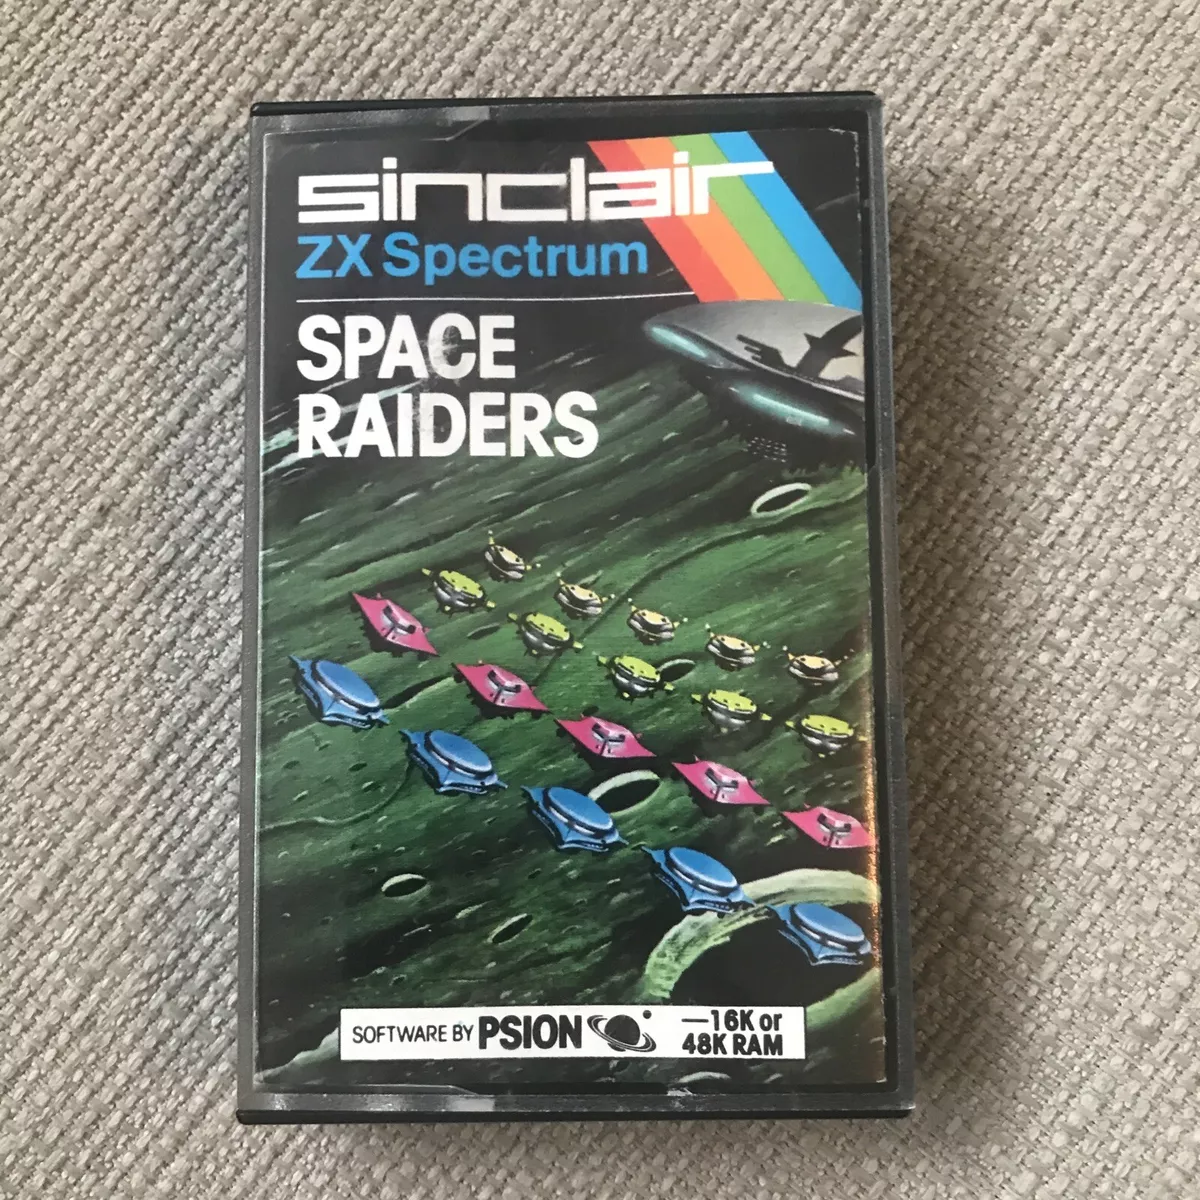 sinclair
ZX Spectrum
SPACE
RAIDERS
SOFTWARE BY PSION
—16K or
48K RAM